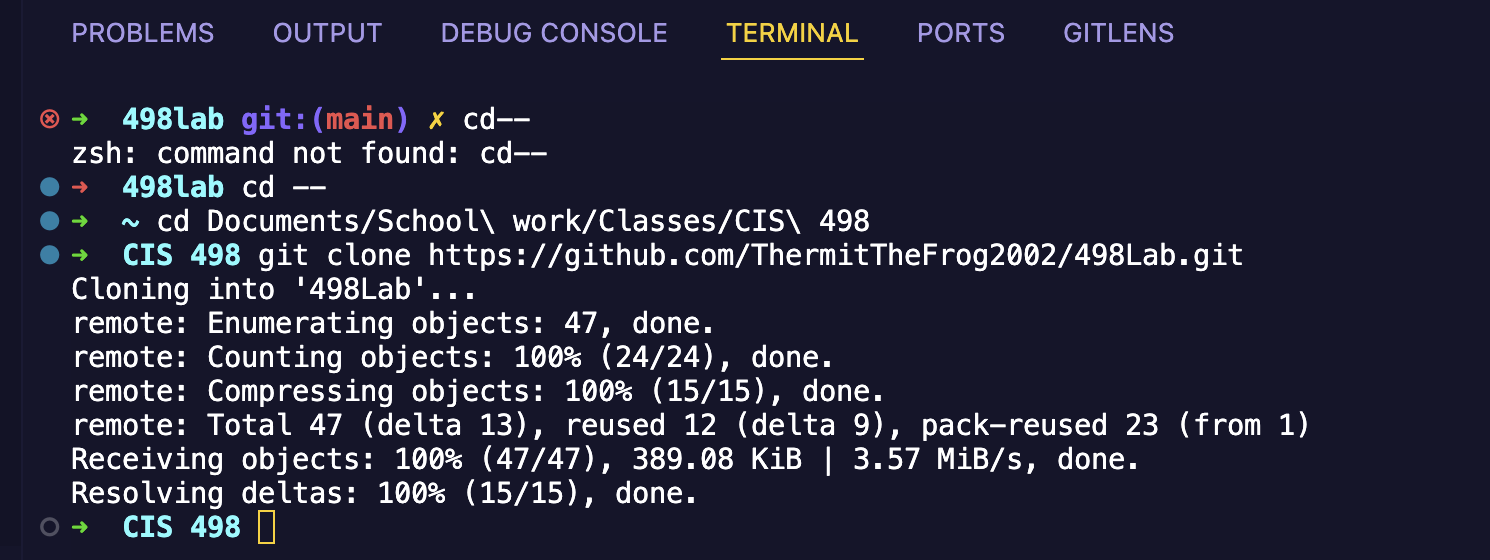 PROBLEMS OUTPUT DEBUG CONSOLE TERMINAL PORTS GITLENS
➜ 498lab git:(main) ✗ cd--
zsh: command not found: cd--
➜ 498lab cd --
➜ ~ cd Documents/School\ work/Classes/CIS\ 498
➜ CIS 498 git clone https://github.com/ThermitTheFrog2002/498Lab.git
Cloning into '498Lab'...
remote: Enumerating objects: 47, done.
remote: Counting objects: 100% (24/24), done.
remote: Compressing objects: 100% (15/15), done.
remote: Total 47 (delta 13), reused 12 (delta 9), pack-reused 23 (from 1)
Receiving objects: 100% (47/47), 389.08 KiB | 3.57 MiB/s, done.
Resolving deltas: 100% (15/15), done.
➜ CIS 498